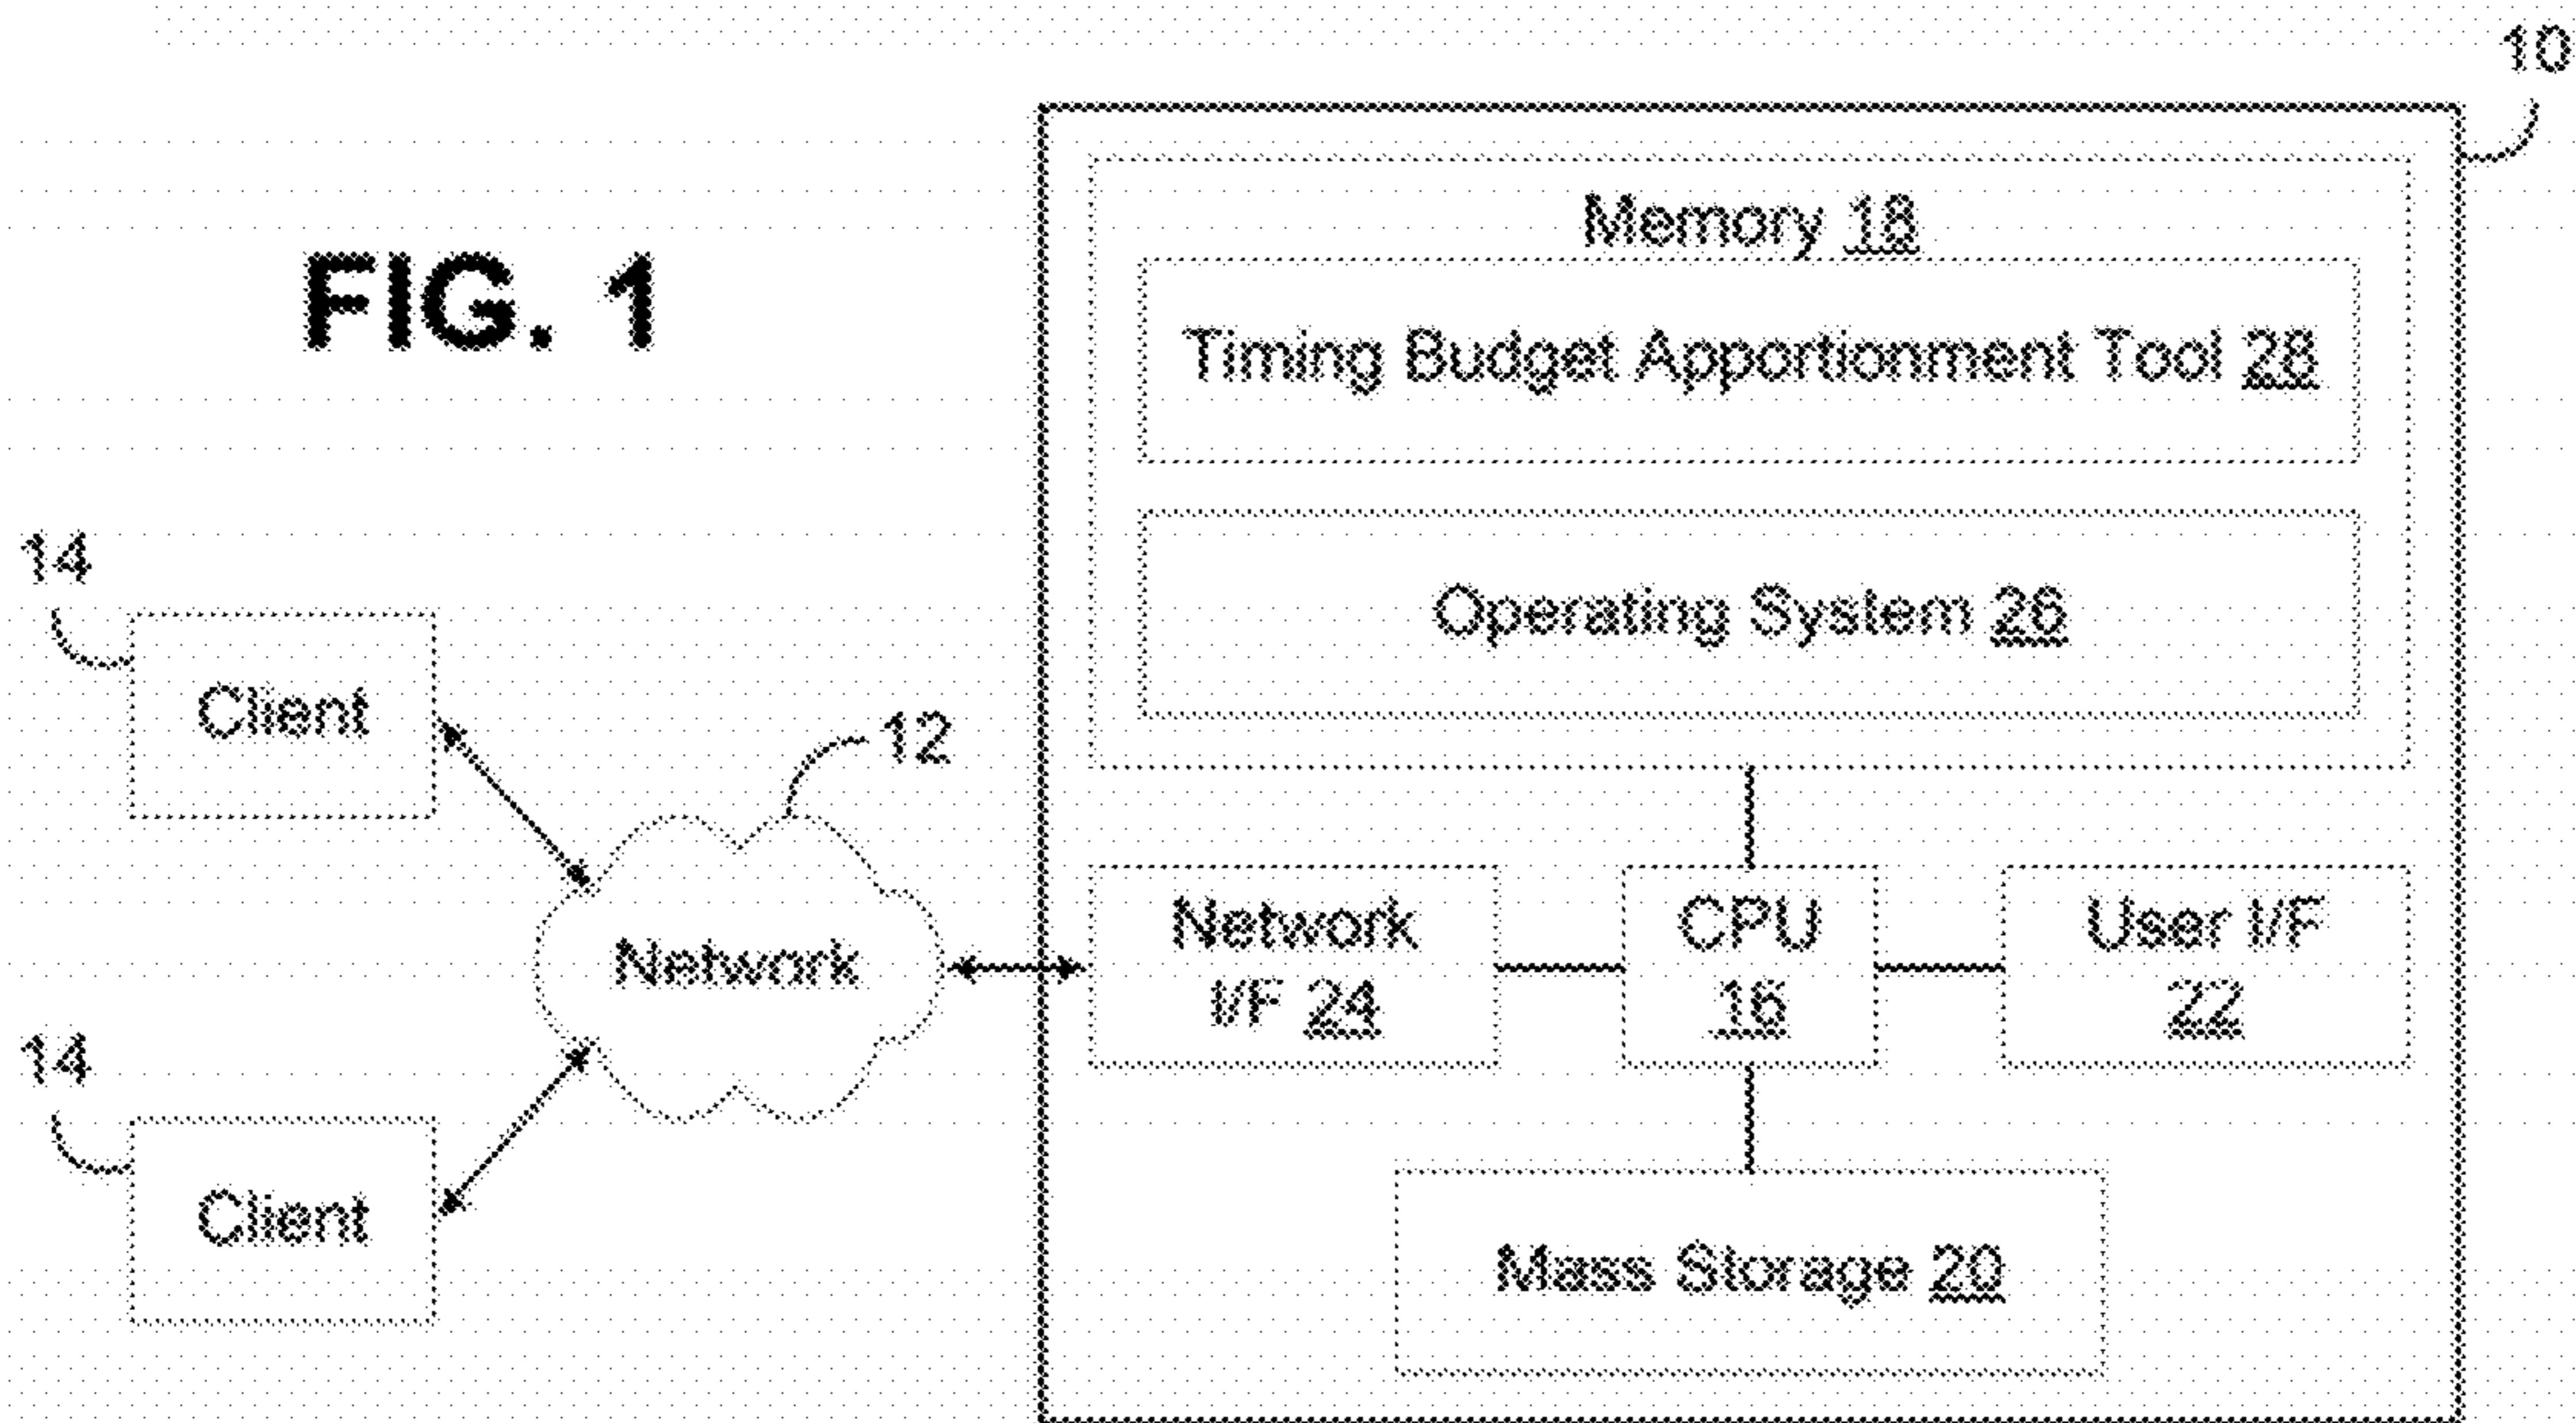 10
FIG. 1
Memory 18
Timing Budget Apportionment Tool 28
Operating System 26
14
Client
12
Network
Network
I/F 24
CPU
16
User I/F
22
14
Client
Mass Storage 20